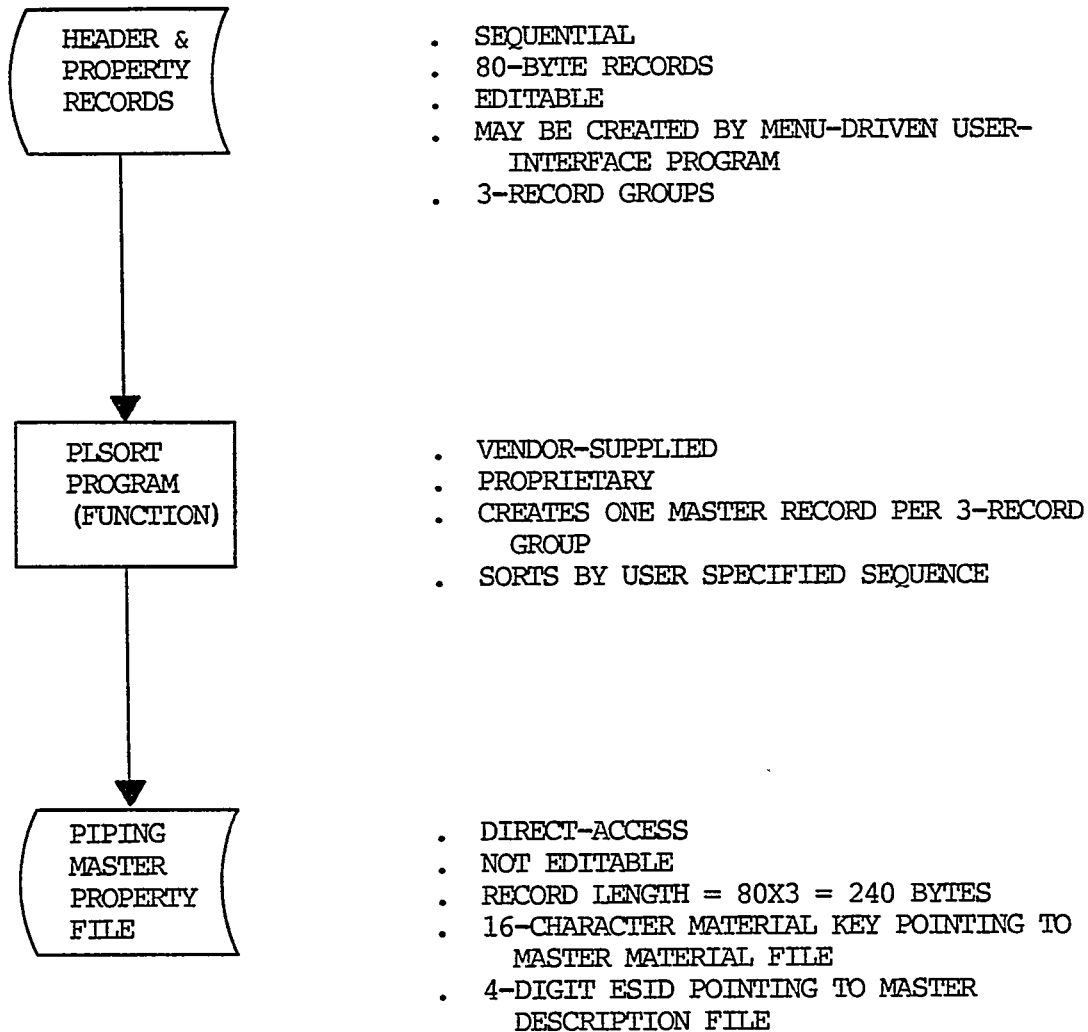 HEADER &
PROPERTY
RECORDS
. SEQUENTIAL
. 80-BYTE RECORDS
. EDITABLE
. MAY BE CREATED BY MENU-DRIVEN USER-
INTERFACE PROGRAM
. 3-RECORD GROUPS
PLSORT
PROGRAM
(FUNCTION)
. VENDOR-SUPPLIED
. PROPRIETARY
. CREATES ONE MASTER RECORD PER 3-RECORD
GROUP
. SORTS BY USER SPECIFIED SEQUENCE
PIPING
MASTER
PROPERTY
FILE
. DIRECT-ACCESS
. NOT EDITABLE
. RECORD LENGTH = 80X3 = 240 BYTES
. 16-CHARACTER MATERIAL KEY POINTING TO
MASTER MATERIAL FILE
. 4-DIGIT ESID POINTING TO MASTER
DESCRIPTION FILE